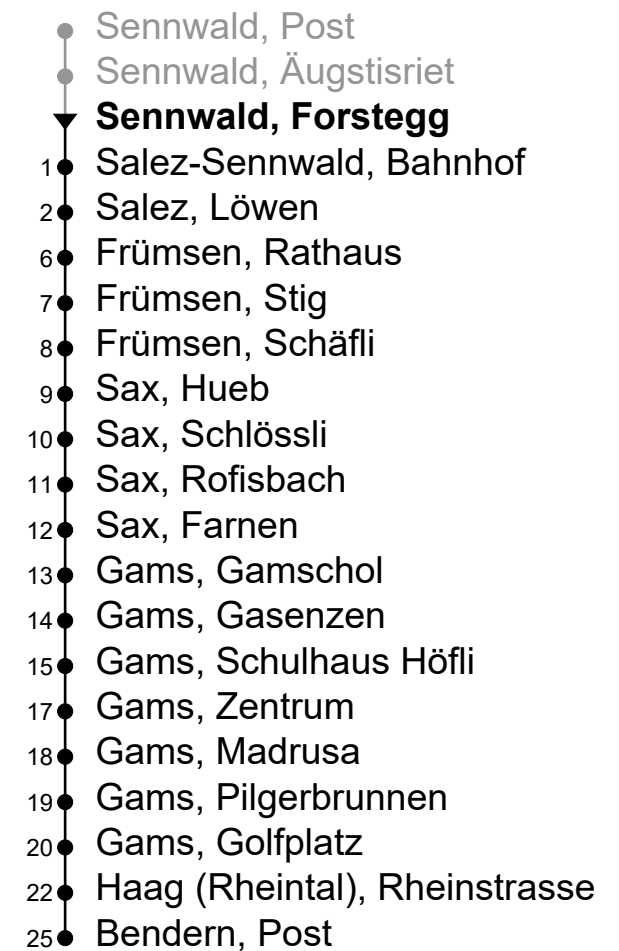 Sennwald, Post
Sennwald, Äugstisriet
Sennwald, Forstegg
1 Salez-Sennwald, Bahnhof
2 Salez, Löwen
6 Frümsen, Rathaus
7 Frümsen, Stig
8 Frümsen, Schäfli
9 Sax, Hueb
10 Sax, Schlössli
11 Sax, Rofisbach
12 Sax, Farnen
13 Gams, Gamschol
14 Gams, Gasenzen
15 Gams, Schulhaus Höfli
17 Gams, Zentrum
18 Gams, Madrusa
19 Gams, Pilgerbrunnen
20 Gams, Golfplatz
22 Haag (Rheintal), Rheinstrasse
25 Bendern, Post